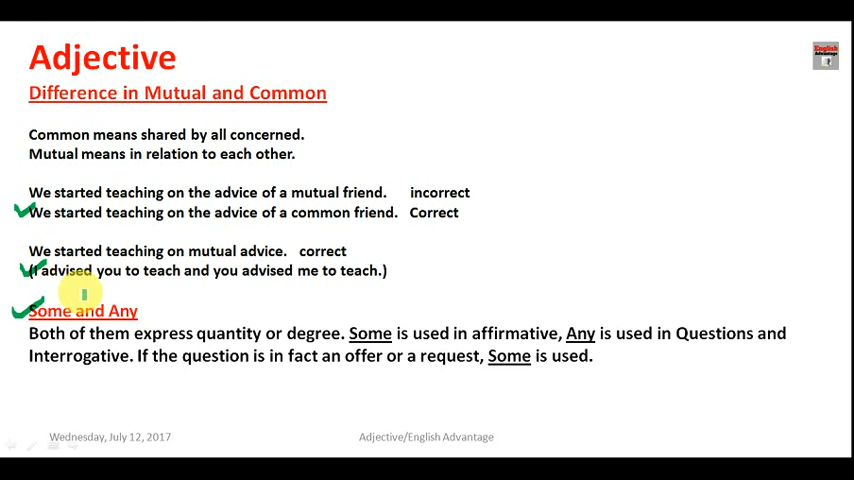 Adjective
English
Advantage
Difference in Mutual and Common
Common means shared by all concerned.
Mutual means in relation to each other.
We started teaching on the advice of a mutual friend. incorrect
We started teaching on the advice of a common friend. Correct
We started teaching on mutual advice. correct
(I advised you to teach and you advised me to teach.)
Some and Any
Both of them express quantity or degree. Some is used in affirmative, Any is used in Questions and
Interrogative. If the question is in fact an offer or a request, Some is used.
Wednesday, July 12, 2017 Adjective/English Advantage